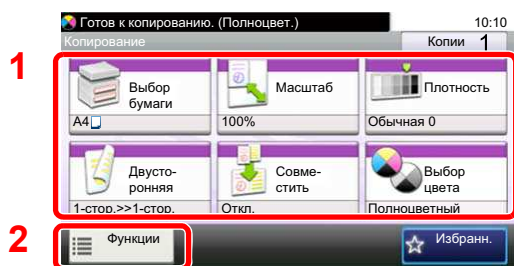 Готов к копированию. (Полноцвет.) 10:10
Копирование Копии 1
1
Выбор бумаги
Масштаб
Плотность
A4
100%
Обычная 0
Двусто-
ронняя
Совме-
стить
Выбор
цвета
1-стор.>>1-стор.
Откл.
Полноцветный
2
Функции
Избранн.